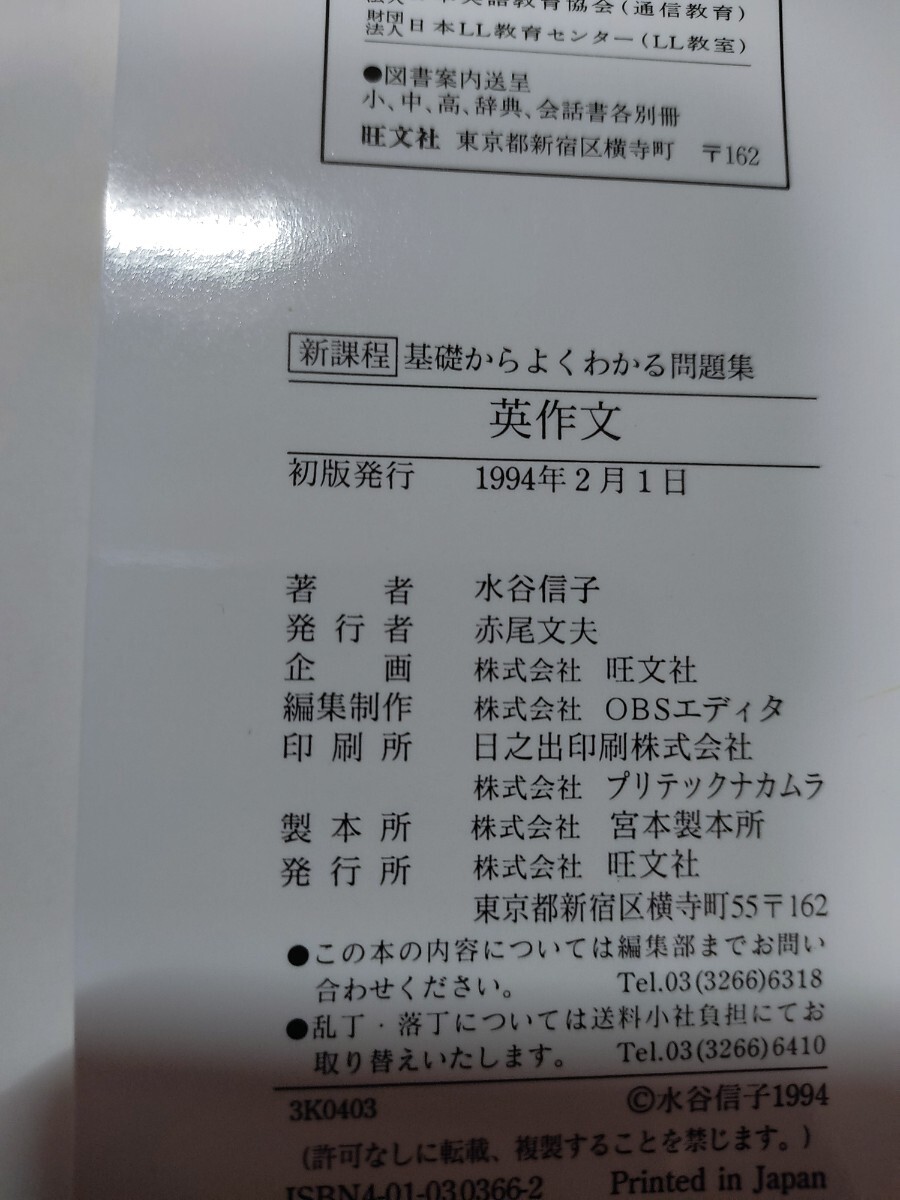 英語教育協会(通信教育)
財団法人日本LL教育センター(LL教室)
●図書案内送呈
小、中、高、辞典、会話書各別冊
旺文社 東京都新宿区横寺町 〒162
新課程 基礎からよくわかる問題集
英作文
初版発行 1994年2月1日
著者 水谷信子
発行者 赤尾文夫
企画 株式会社 旺文社
編集制作 株式会社 OBSエディタ
印刷所 日之出印刷株式会社
株式会社 プリテックナカムラ
製本所 株式会社 宮本製本所
発行所 株式会社 旺文社
東京都新宿区横寺町55〒162
●この本の内容については編集部までお問い
合わせください。 Tel.03(3266)6318
●乱丁・落丁については送料小社負担にてお
取り替えいたします。 Tel.03(3266)6410
3K0403 ©水谷信子1994
(許可なしに転載、複製することを禁じます。)
ISBN4-01-030366-2 Printed in Japan